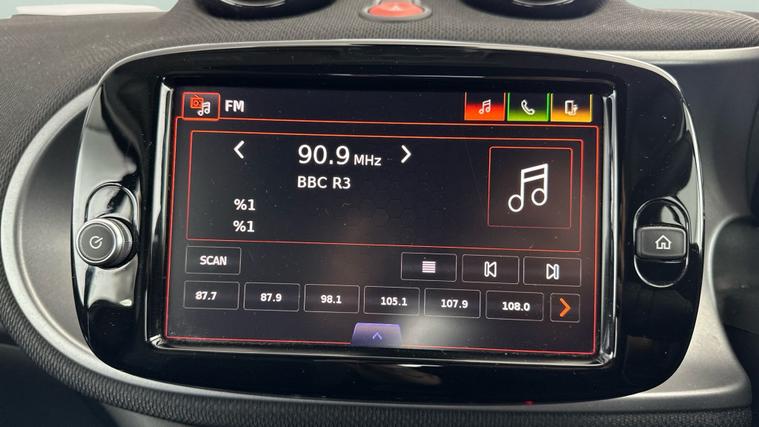 FM
90.9 MHz
BBC R3
%1
%1
SCAN
87.7 87.9 98.1 105.1 107.9 108.0